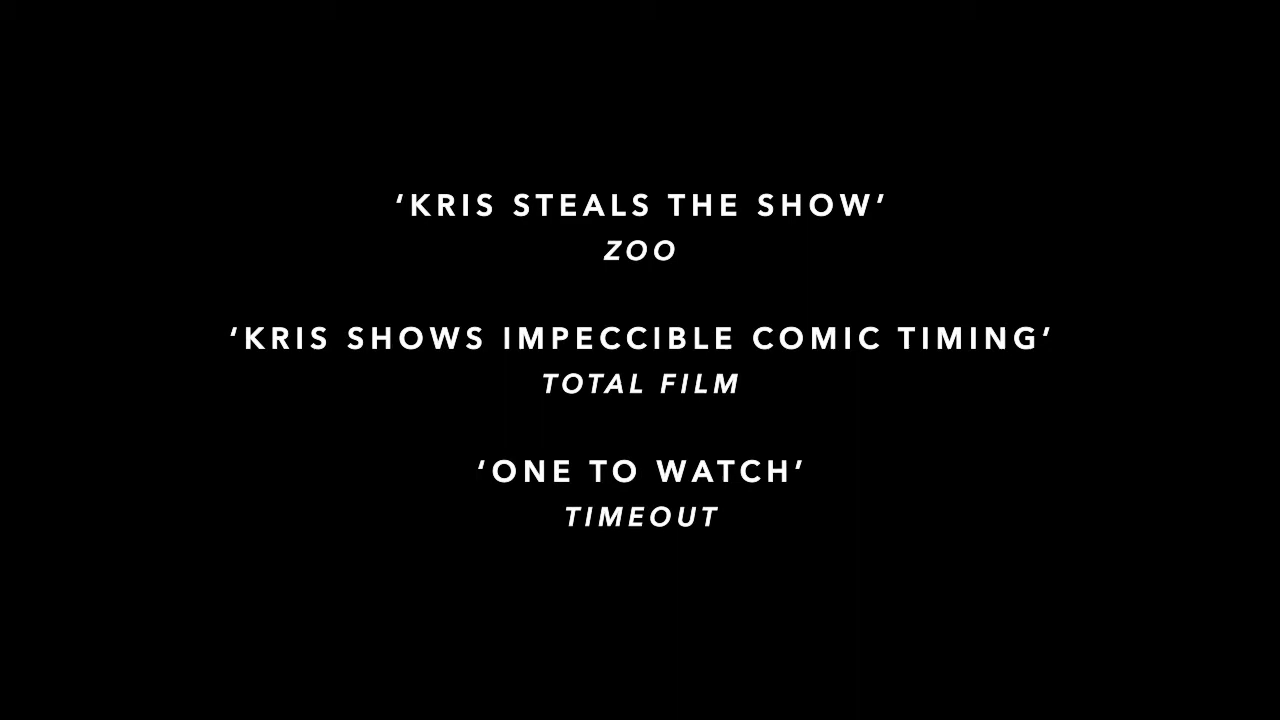 ‘KRIS STEALS THE SHOW’
ZOO
‘KRIS SHOWS IMPECCIBLE COMIC TIMING’
TOTAL FILM
‘ONE TO WATCH’
TIMEOUT